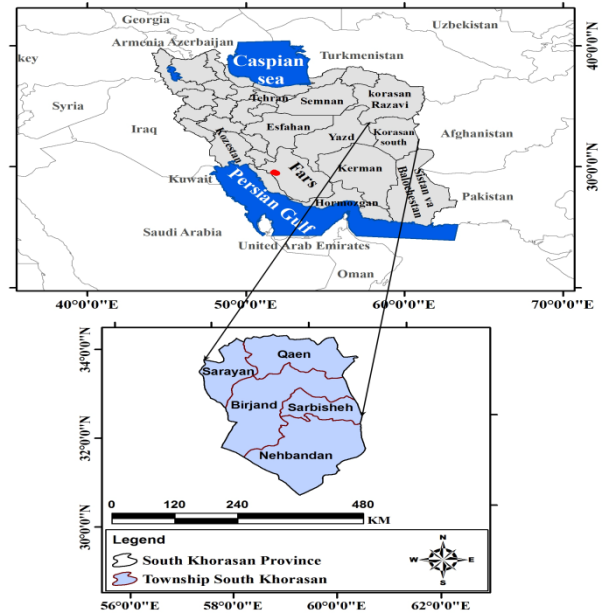 Georgia
Uzbekistan
Armenia Azerbaijan
Turkmenistan
key
Caspian
sea
40°0'0"N
Syria
Tehran
Semnan
korasan
Razavi
Iraq
Esfahan
Yazd
Korasan
south
Afghanistan
Kozestan
Fars
Kerman
Sistan va
Balochestan
30°0'0"N
Kuwait
Persian Gulf
Hormozgan
Pakistan
Saudi Arabia
United Arab Emirates
Oman
40°0'0"E
50°0'0"E
60°0'0"E
70°0'0"E
34°0'0"N
Qaen
Sarayan
Birjand
Sarbisheh
32°0'0"N
Nehbandan
0 120 240 480
KM
30°0'0"N
Legend
South Khorasan Province
Township South Khorasan
N
W E
S
56°0'0"E
58°0'0"E
60°0'0"E
62°0'0"E